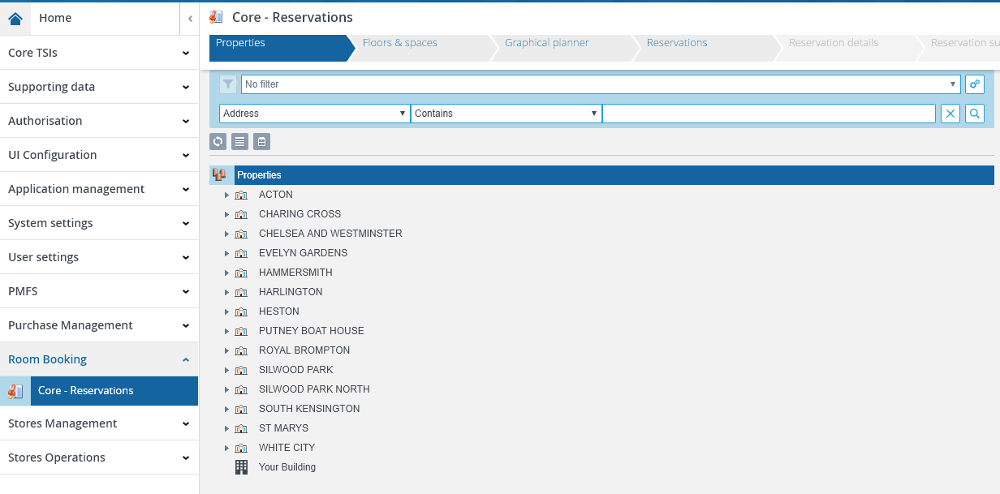 Home
Core TSIs
Supporting data
Authorisation
UI Configuration
Application management
System settings
User settings
PMFS
Purchase Management
Room Booking
Core - Reservations
Stores Management
Stores Operations
Core - Reservations
Properties Floors & spaces Graphical planner Reservations Reservation details Reservation su
No filter
Address Contains
Properties
ACTON
CHARING CROSS
CHELSEA AND WESTMINSTER
EVELYN GARDENS
HAMMERSMITH
HARLINGTON
HESTON
PUTNEY BOAT HOUSE
ROYAL BROMPTON
SILWOOD PARK
SILWOOD PARK NORTH
SOUTH KENSINGTON
ST MARYS
WHITE CITY
Your Building